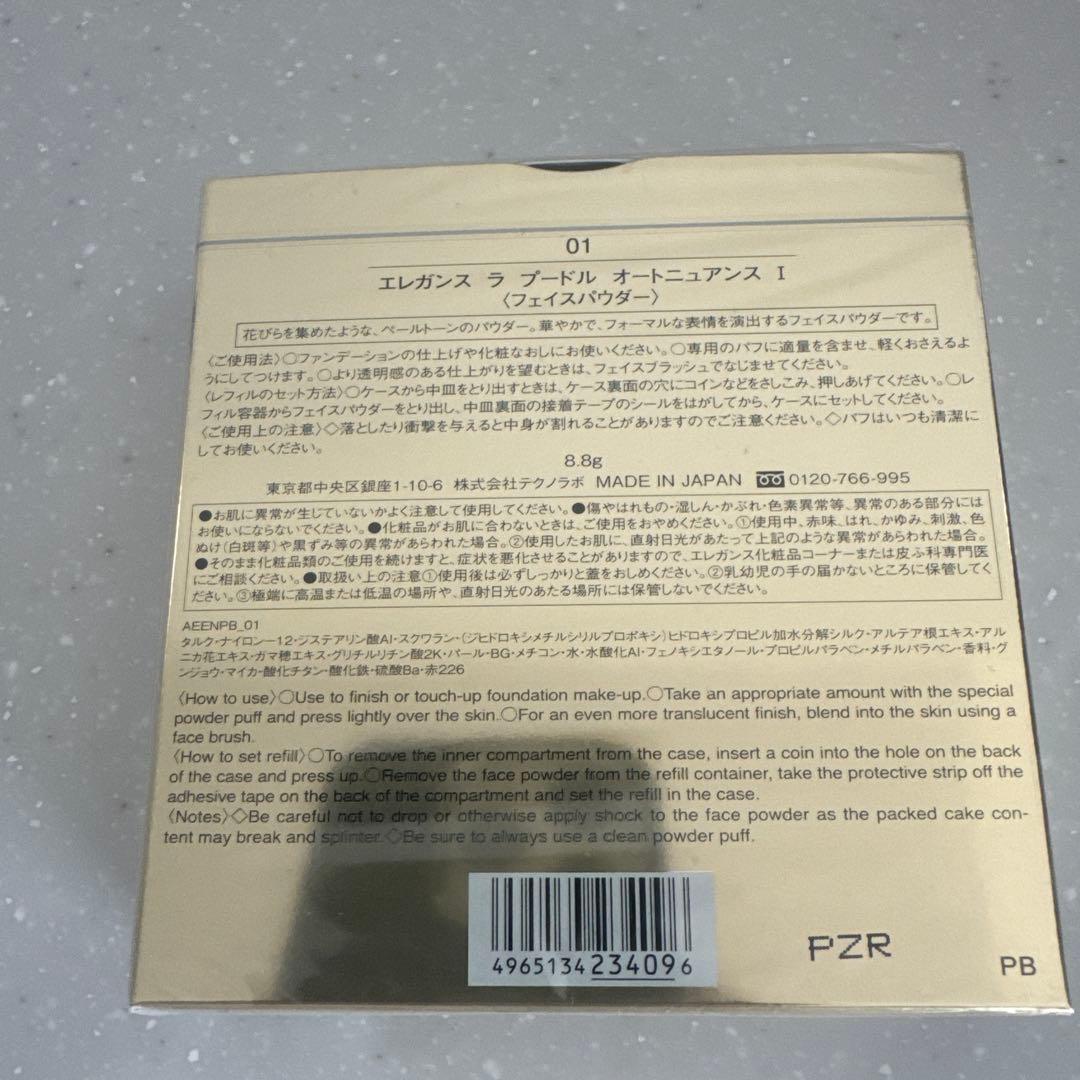 01
エレガンス ラ プードル オートニュアンス I
〈フェイスパウダー〉
花びらを集めたような、ペールトーンのパウダー。華やかで、フォーマルな表情を演出するフェイスパウダーです。
〈ご使用法〉○ファンデーションの仕上げや化粧なおしにお使いください。○専用のパフに適量を含ませ、軽くおさえるよ
うにしてつけます。○より透明感のある仕上がりを望むときは、フェイスブラッシュでなじませてください。
〈レフィルのセット方法〉○ケースから中皿をとり出すときは、ケース裏面の穴にコインなどをさしこみ、押しあげてください。○レ
フィル容器からフェイスパウダーをとり出し、中皿裏面の接着テープのシールをはがしてから、ケースにセットしてください。
〈ご使用上の注意〉◇落としたり衝撃を与えると中身が割れることがありますのでご注意ください。◇パフはいつも清潔に
してお使いください。
8.8g
東京都中央区銀座1-10-6 株式会社テクノラボ MADE IN JAPAN 0120-766-995
●お肌に異常が生じていないかよく注意して使用してください。●傷やはれもの・湿しん・かぶれ・色素異常等、異常のある部分には
お使いにならないでください。●化粧品がお肌に合わないときは、ご使用をおやめください。①使用中、赤味、はれ、かゆみ、刺激、色
ぬけ(白斑等)や黒ずみ等の異常があらわれた場合。②使用したお肌に、直射日光があたって上記のような異常があらわれた場合。
●そのまま化粧品類のご使用を続けますと、症状を悪化させることがありますので、エレガンス化粧品コーナーまたは皮ふ科専門医
にご相談ください。●取扱い上の注意①使用後は必ずしっかりと蓋をおしめください。②乳幼児の手の届かないところに保管してく
ださい。③極端に高温または低温の場所や、直射日光のあたる場所には保管しないでください。
AEENPB_01
タルク・ナイロン-12・ジステアリン酸Al・スクワラン・(ジヒドロキシメチルシリルプロポキシ)ヒドロキシプロピル加水分解シルク・アルテア根エキス・アル
ニカ花エキス・ガマ穂エキス・グリチルリチン酸2K・パール・BG・メチコン・水・水酸化Al・フェノキシエタノール・プロピルパラベン・メチルパラベン・香料・グ
ンジョウ・マイカ・酸化チタン・酸化鉄・硫酸Ba・赤226
〈How to use〉○Use to finish or touch-up foundation make-up.○Take an appropriate amount with the special
powder puff and press lightly over the skin.○For an even more translucent finish, blend into the skin using a
face brush.
〈How to set refill〉○To remove the inner compartment from the case, insert a coin into the hole on the back
of the case and press up.○Remove the face powder from the refill container, take the protective strip off the
adhesive tape on the back of the compartment and set the refill in the case.
〈Notes〉◇Be careful not to drop or otherwise apply shock to the face powder as the packed cake con-
tent may break and splinter.◇Be sure to always use a clean powder puff.
4965134234096
PZR
PB